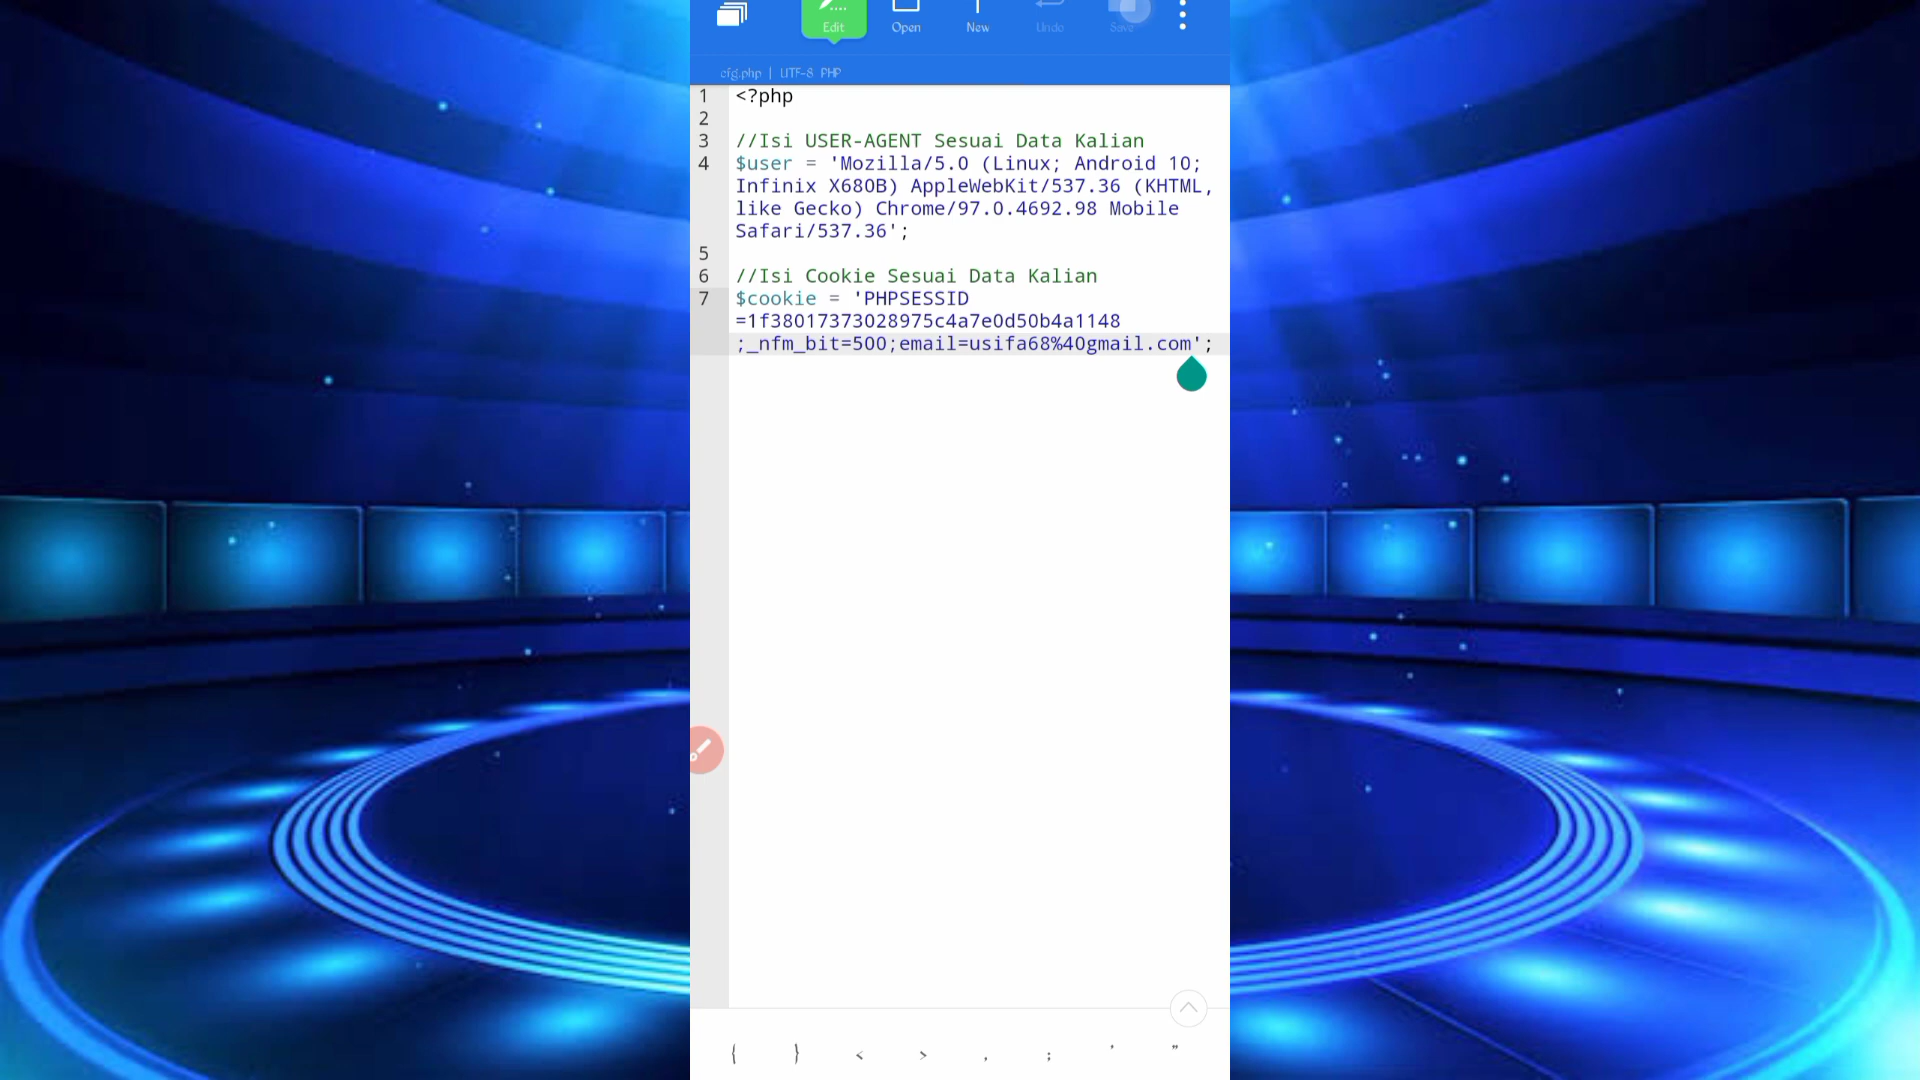 Edit
Open
New
Undo
Save
cfg.php | UTF-8 PHP
1 <?php
2
3 //Isi USER-AGENT Sesuai Data Kalian
4 $user = 'Mozilla/5.0 (Linux; Android 10;
Infinix X680B) AppleWebKit/537.36 (KHTML,
like Gecko) Chrome/97.0.4692.98 Mobile
Safari/537.36';
5
6 //Isi Cookie Sesuai Data Kalian
7 $cookie = 'PHPSESSID
=1f38017373028975c4a7e0d50b4a1148
;_nfm_bit=500;email=usifa68%40gmail.com';
{ } < > , ; ' "